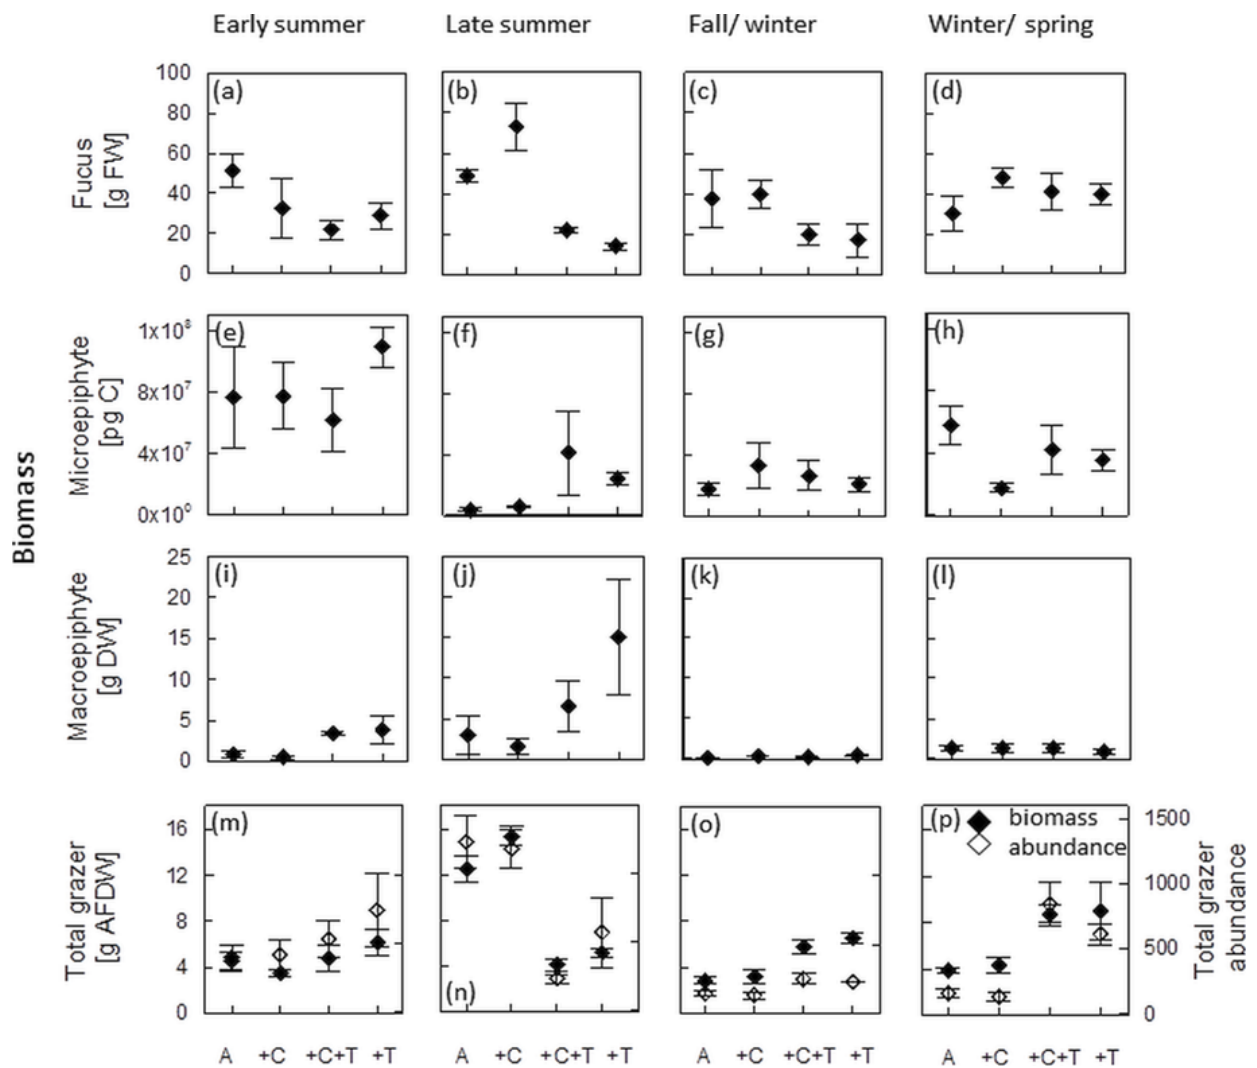 Early summer Late summer Fall/ winter Winter/ spring
Biomass
Fucus
[g FW]
100
80
60
40
20
0
(a) (b) (c) (d)
Microepiphyte
[pg C]
1x10⁸
8x10⁷
4x10⁷
0x10⁰
(e) (f) (g) (h)
Macroepiphyte
[g DW]
25
20
15
10
5
0
(i) (j) (k) (l)
Total grazer
[g AFDW]
16
12
8
4
0
(m) (n) (o) (p)
biomass
abundance
1500
1000
500
0
Total grazer
abundance
A +C +C+T +T A +C +C+T +T A +C +C+T +T A +C +C+T +T